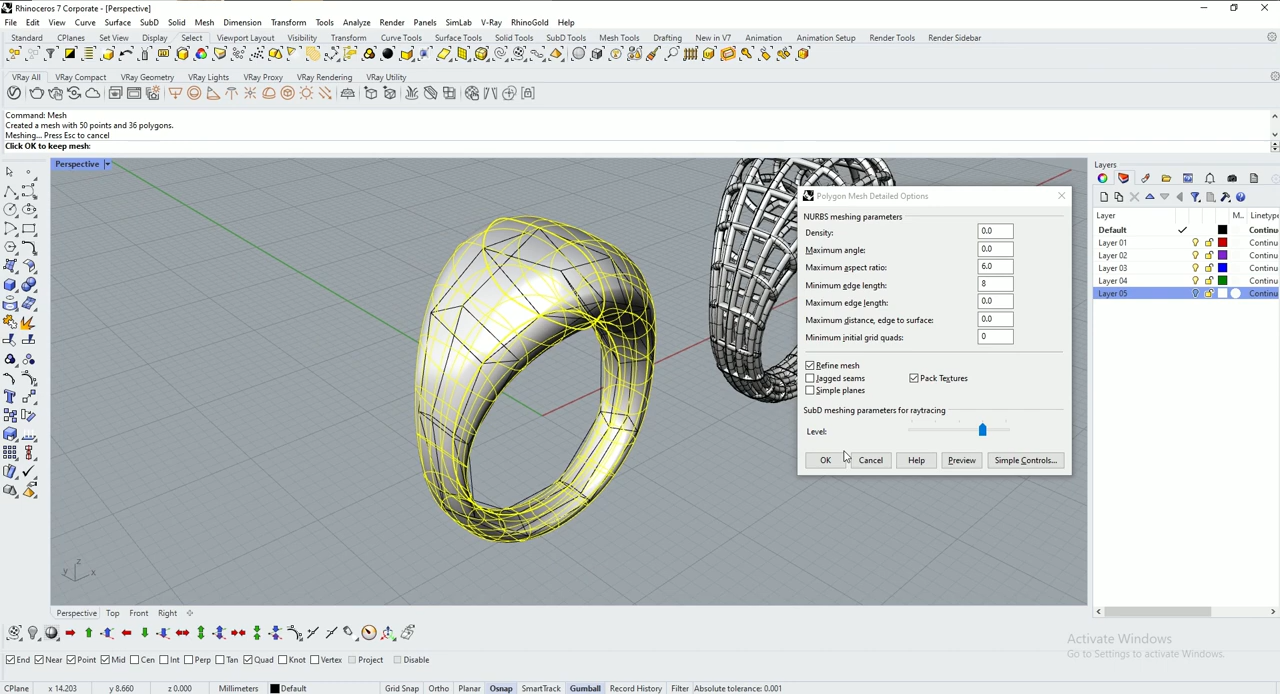 Rhinoceros 7 Corporate - [Perspective]
File Edit View Curve Surface SubD Solid Mesh Dimension Transform Tools Analyze Render Panels SimLab V-Ray RhinoGold Help
Standard CPlanes Set View Display Select Viewport Layout Visibility Transform Curve Tools Surface Tools Solid Tools SubD Tools Mesh Tools Drafting New in V7 Animation Animation Setup Render Tools Render Sidebar
VRay All VRay Compact VRay Geometry VRay Lights VRay Proxy VRay Rendering VRay Utility
Command: Mesh
Created a mesh with 50 points and 36 polygons.
Meshing... Press Esc to cancel
Click OK to keep mesh:
Perspective
Layers
Polygon Mesh Detailed Options
NURBS meshing parameters
Density: 0.0
Maximum angle: 0.0
Maximum aspect ratio: 6.0
Minimum edge length: 8
Maximum edge length: 0.0
Maximum distance, edge to surface: 0.0
Minimum initial grid quads: 0
Refine mesh
Jagged seams Pack Textures
Simple planes
SubD meshing parameters for raytracing
Level:
OK Cancel Help Preview Simple Controls...
Layer M.. Linetype
Default Continu
Layer 01 Continu
Layer 02 Continu
Layer 03 Continu
Layer 04 Continu
Layer 05 Continu
z
y x
Perspective Top Front Right
Activate Windows
Go to Settings to activate Windows.
End Near Point Mid Cen Int Perp Tan Quad Knot Vertex Project Disable
CPlane x 14.203 y 8.660 z 0.000 Millimeters Default Grid Snap Ortho Planar Osnap SmartTrack Gumball Record History Filter Absolute tolerance: 0.001